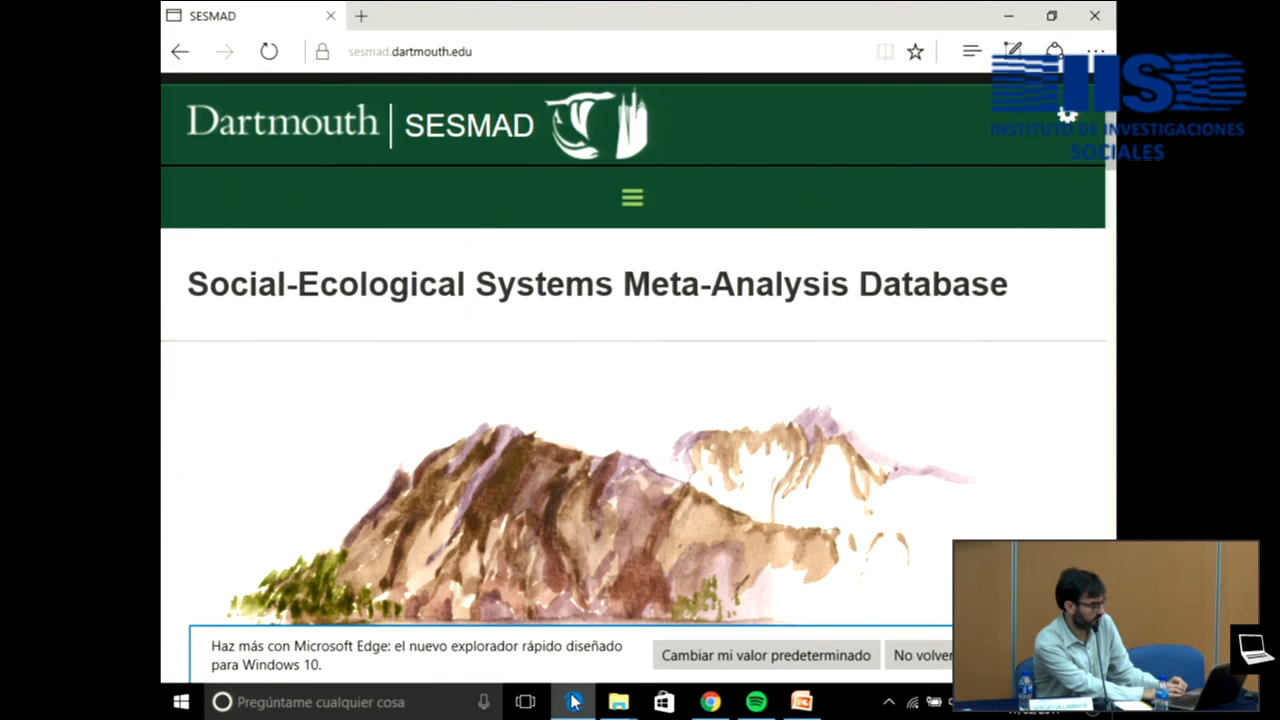 SESMAD
sesmad.dartmouth.edu
Dartmouth
SESMAD
IIS
INSTITUTO DE INVESTIGACIONES
SOCIALES
Social-Ecological Systems Meta-Analysis Database
Haz más con Microsoft Edge: el nuevo explorador rápido diseñado
para Windows 10.
Cambiar mi valor predeterminado
No volver
Pregúntame cualquier cosa